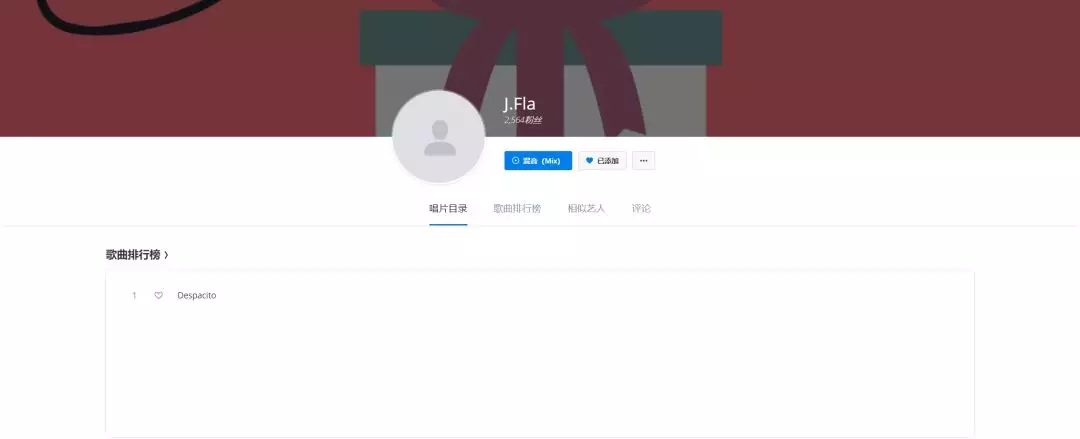 J.Fla
2,564粉丝
混音 (Mix)
已添加
唱片目录 歌曲排行榜 相似艺人 评论
歌曲排行榜
1 Despacito